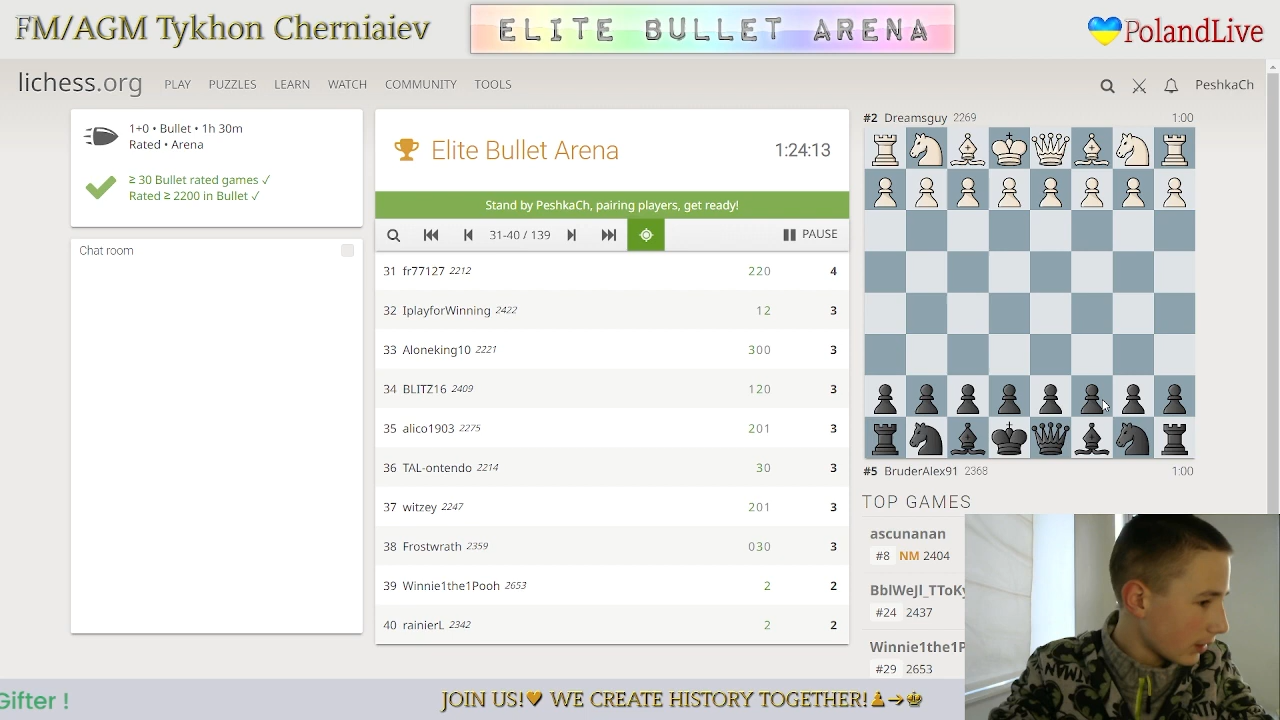 FM/AGM Tykhon Cherniaiev
ELITE BULLET ARENA
PolandLive
lichess.org PLAY PUZZLES LEARN WATCH COMMUNITY TOOLS PeshkaCh
1+0 • Bullet • 1h 30m
Rated • Arena
≥ 30 Bullet rated games ✓
Rated ≥ 2200 in Bullet ✓
Chat room
Elite Bullet Arena 1:24:13
Stand by PeshkaCh, pairing players, get ready!
31-40 / 139 PAUSE
31 fr77127 2212 220 4
32 IplayforWinning 2422 12 3
33 Aloneking10 2221 300 3
34 BLITZ16 2409 120 3
35 alico1903 2275 201 3
36 TAL-ontendo 2214 30 3
37 witzey 2247 201 3
38 Frostwrath 2359 030 3
39 Winnie1the1Pooh 2653 2 2
40 rainierL 2342 2 2
#2 Dreamsguy 2269 1:00
#5 BruderAlex91 2368 1:00
TOP GAMES
ascunanan
#8 NM 2404
BblWeJl_TToKy
#24 2437
Winnie1the1P
#29 2653
Gifter !
JOIN US!♥ WE CREATE HISTORY TOGETHER!♟→♚